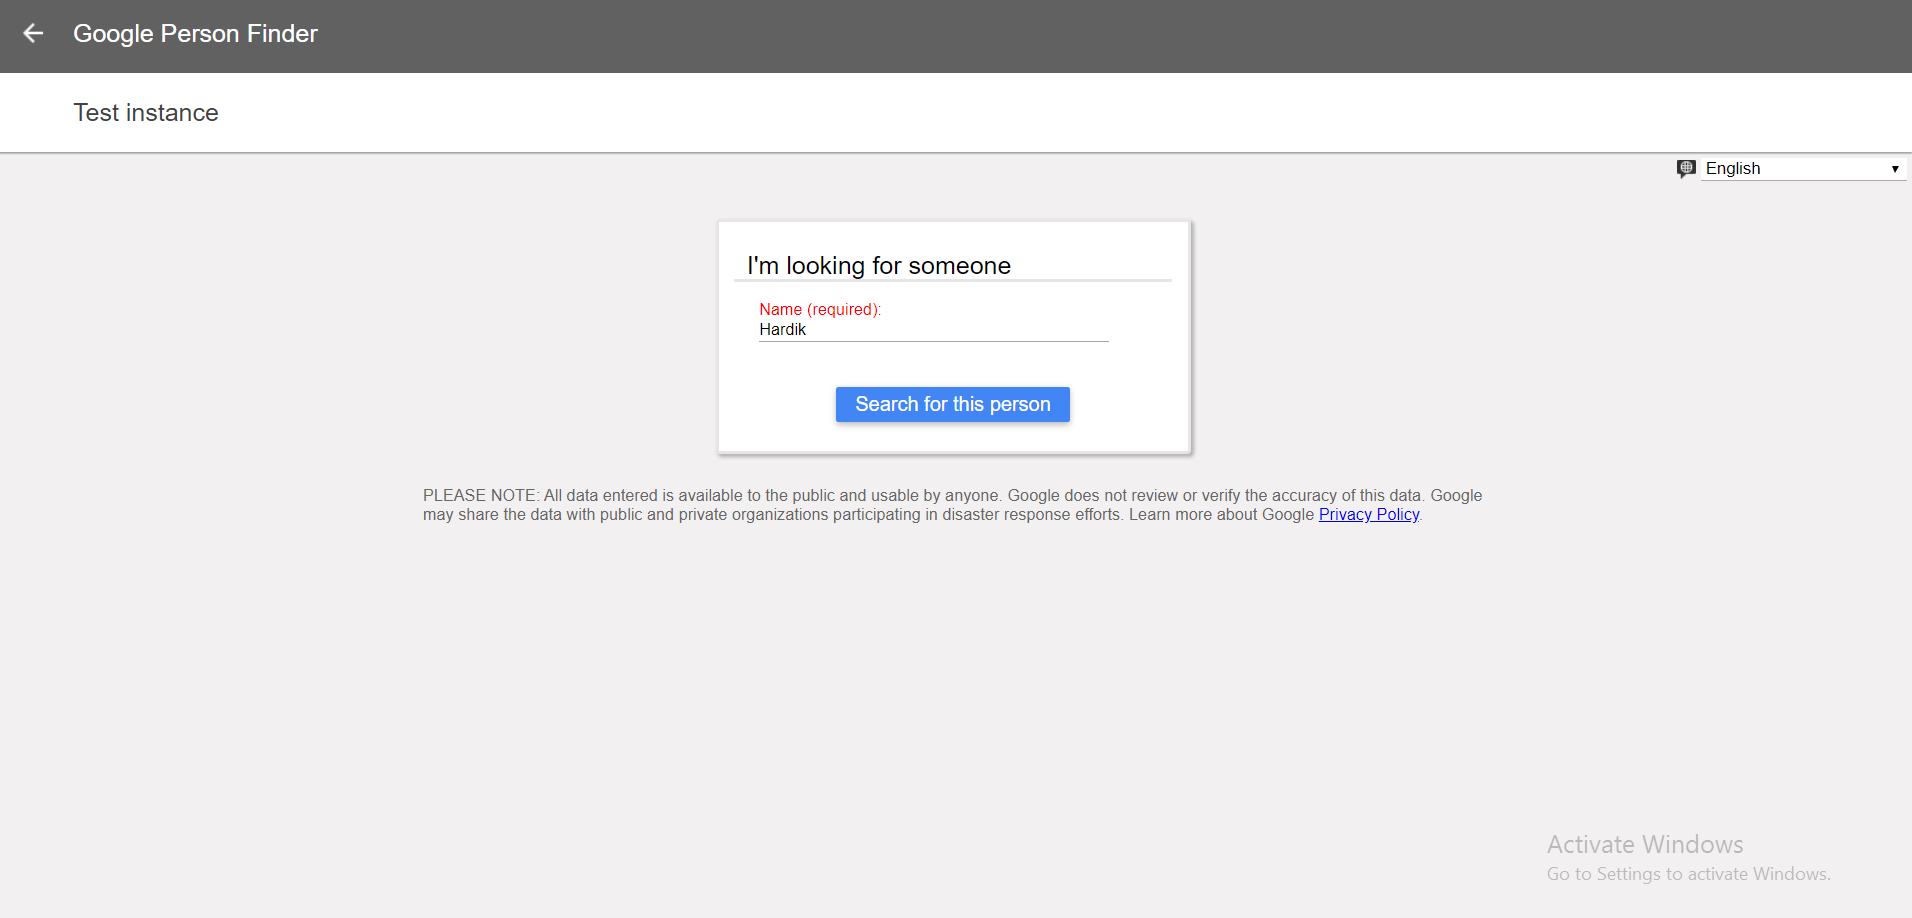 Google Person Finder
Test instance
English
I'm looking for someone
Name (required):
Hardik
Search for this person
PLEASE NOTE: All data entered is available to the public and usable by anyone. Google does not review or verify the accuracy of this data. Google
may share the data with public and private organizations participating in disaster response efforts. Learn more about Google Privacy Policy.
Activate Windows
Go to Settings to activate Windows.